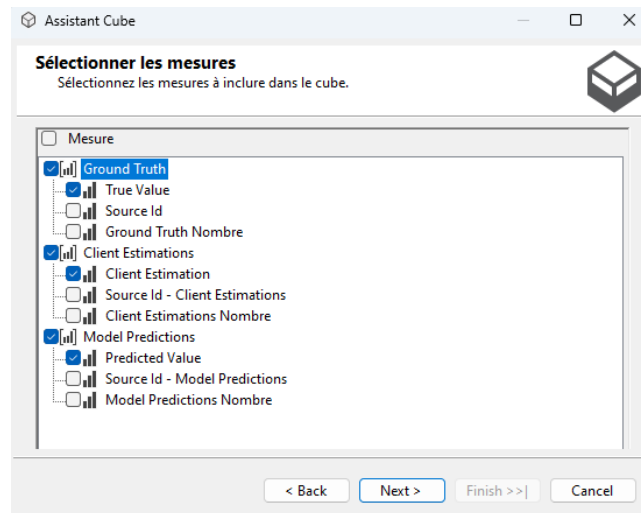 Assistant Cube
Sélectionner les mesures
Sélectionnez les mesures à inclure dans le cube.
Mesure
Ground Truth
True Value
Source Id
Ground Truth Nombre
Client Estimations
Client Estimation
Source Id - Client Estimations
Client Estimations Nombre
Model Predictions
Predicted Value
Source Id - Model Predictions
Model Predictions Nombre
< Back Next > Finish >>| Cancel